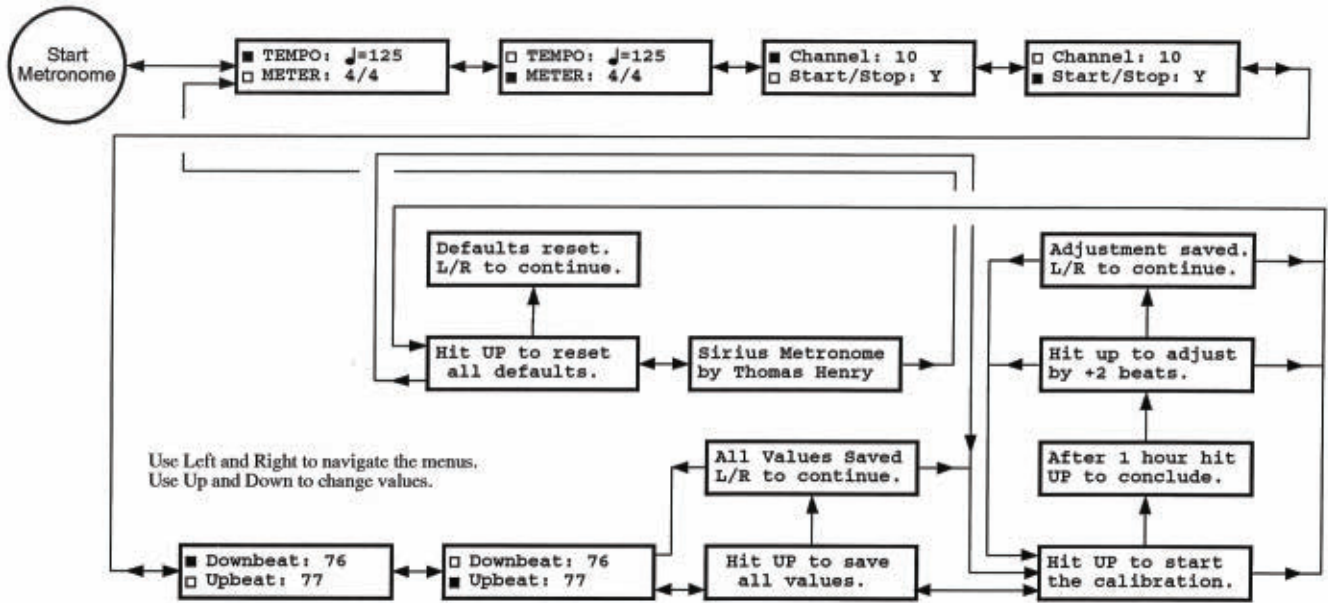 Start
Metronome
■ TEMPO: ♩=125
□ METER: 4/4
□ TEMPO: ♩=125
■ METER: 4/4
■ Channel: 10
□ Start/Stop: Y
□ Channel: 10
■ Start/Stop: Y
Defaults reset.
L/R to continue.
Adjustment saved.
L/R to continue.
Hit UP to reset
all defaults.
Sirius Metronome
by Thomas Henry
Hit up to adjust
by +2 beats.
Use Left and Right to navigate the menus.
Use Up and Down to change values.
All Values Saved
L/R to continue.
After 1 hour hit
UP to conclude.
■ Downbeat: 76
□ Upbeat: 77
□ Downbeat: 76
■ Upbeat: 77
Hit UP to save
all values.
Hit UP to start
the calibration.